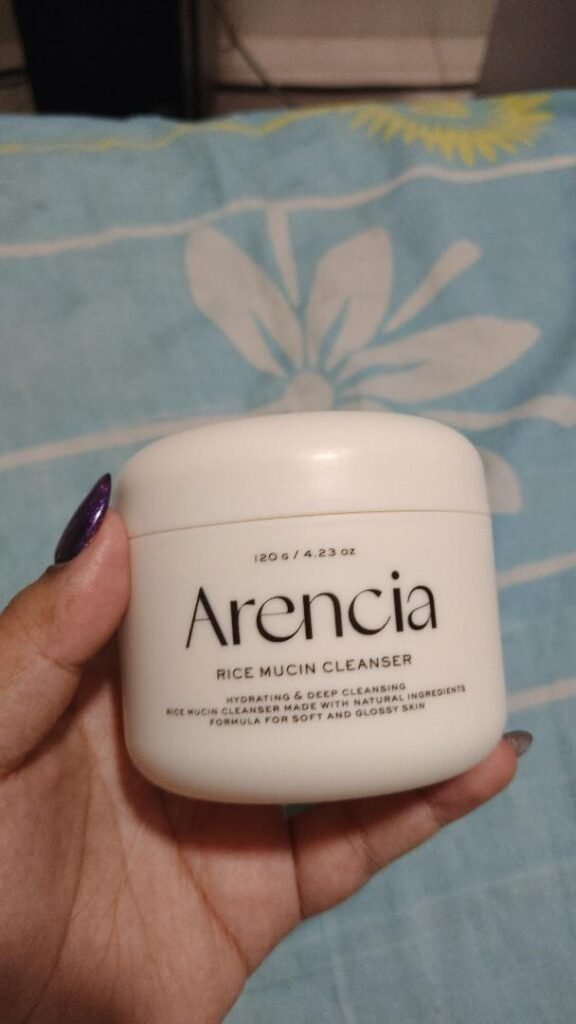 120 G / 4.23 OZ
Arencia
RICE MUCIN CLEANSER
HYDRATING & DEEP CLEANSING
RICE MUCIN CLEANSER MADE WITH NATURAL INGREDIENTS
FORMULA FOR SOFT AND GLOSSY SKIN